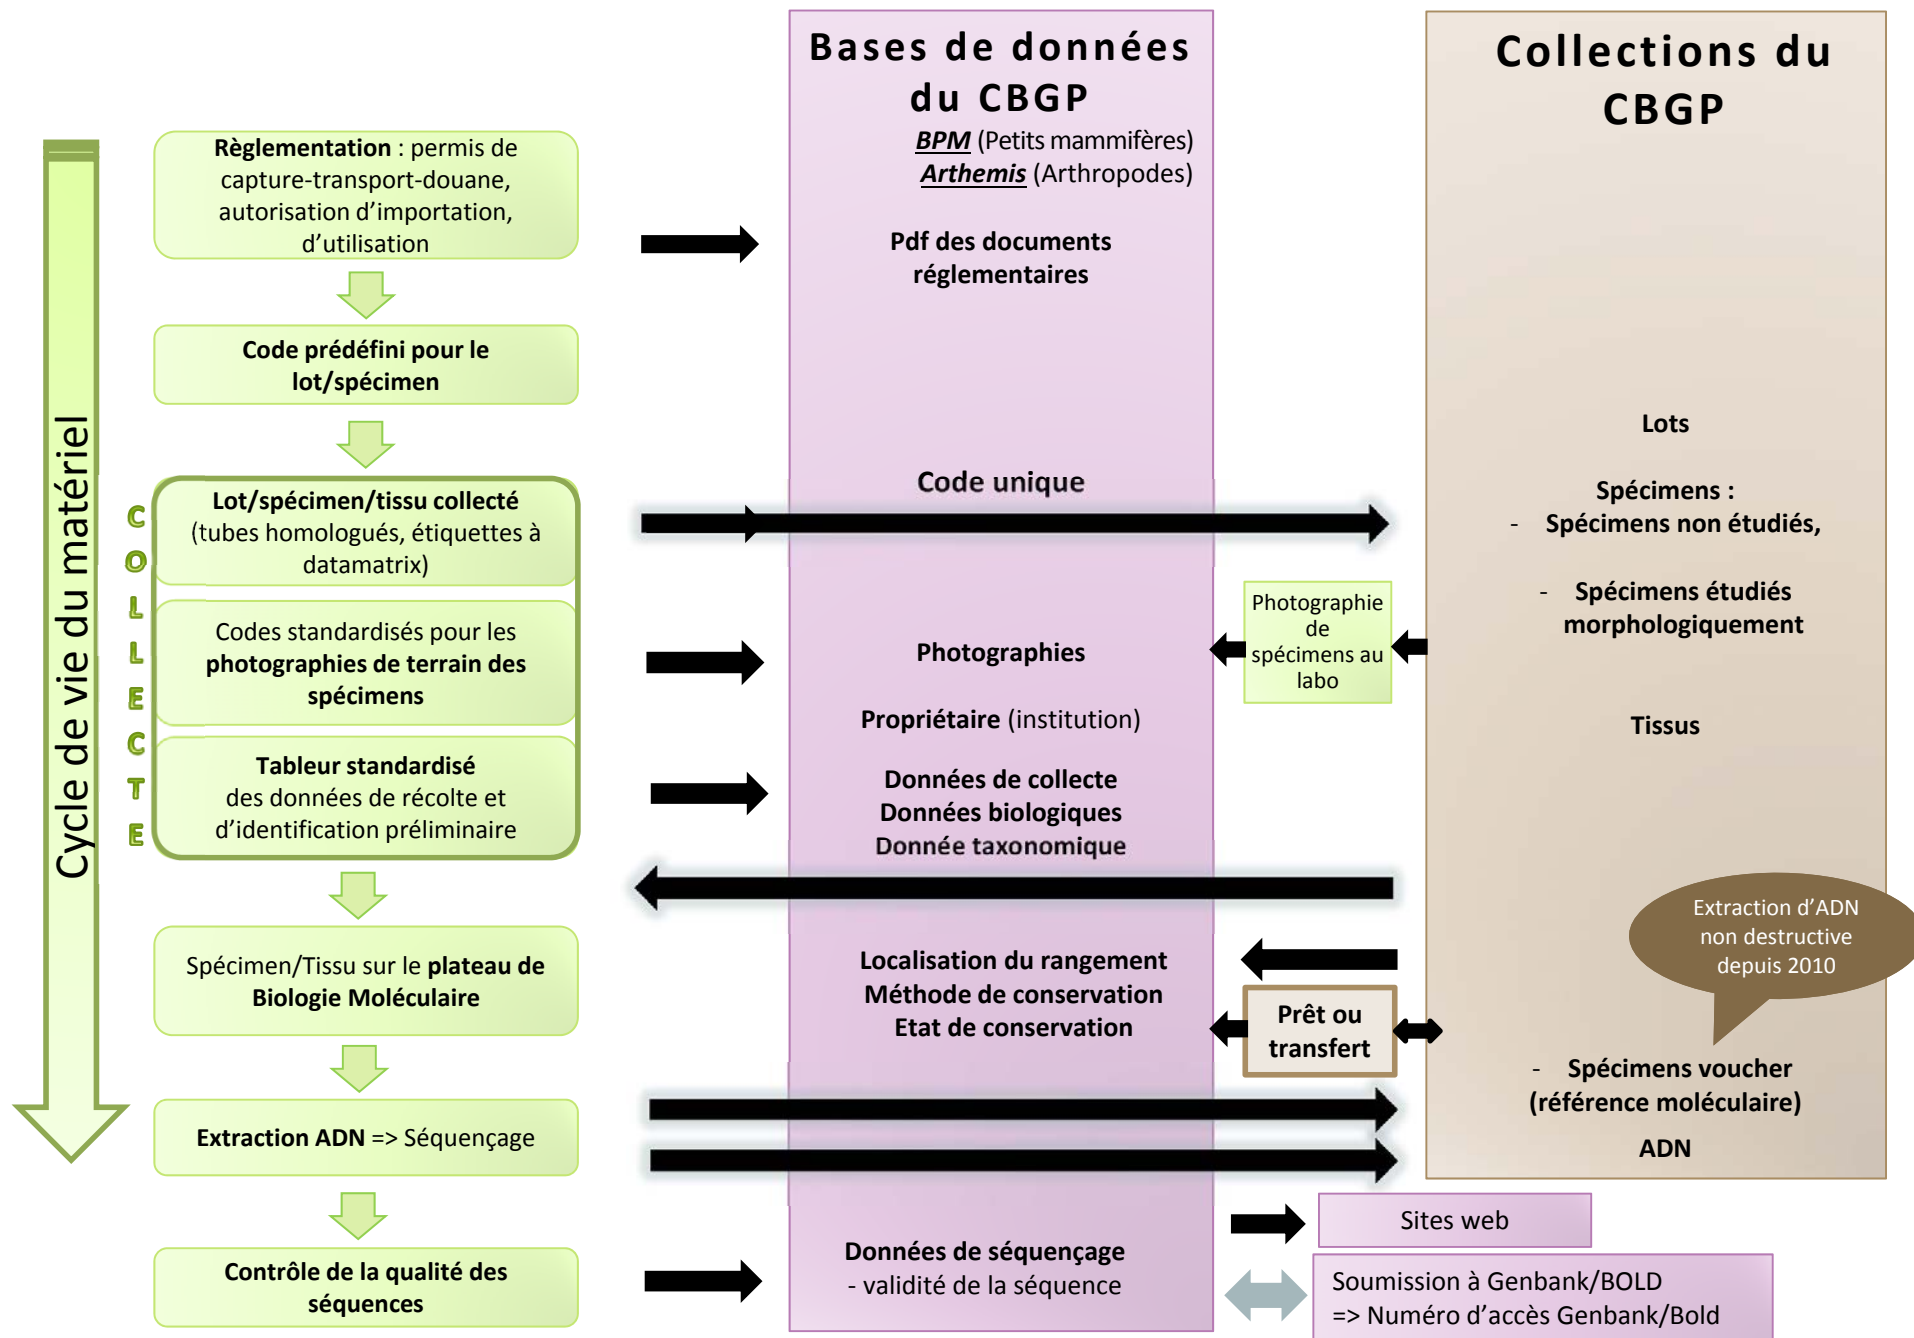 Bases de données
du CBGP
BPM (Petits mammifères)
Arthemis (Arthropodes)
Collections du
CBGP
Cycle de vie du matériel
Règlementation : permis de
capture-transport-douane,
autorisation d’importation,
d’utilisation
Pdf des documents
réglementaires
Code prédéfini pour le
lot/spécimen
COLLECTE
Lot/spécimen/tissu collecté
(tubes homologués, étiquettes à
datamatrix)
Code unique
Lots
Spécimens :
- Spécimens non étudiés,
- Spécimens étudiés
morphologiquement
Codes standardisés pour les
photographies de terrain des
spécimens
Photographies
Photographie
de
spécimens au
labo
Propriétaire (institution)
Tissus
Tableur standardisé
des données de récolte et
d’identification préliminaire
Données de collecte
Données biologiques
Donnée taxonomique
Extraction d’ADN
non destructive
depuis 2010
Spécimen/Tissu sur le plateau de
Biologie Moléculaire
Localisation du rangement
Méthode de conservation
Etat de conservation
Prêt ou
transfert
- Spécimens voucher
(référence moléculaire)
ADN
Extraction ADN => Séquençage
Sites web
Contrôle de la qualité des
séquences
Données de séquençage
- validité de la séquence
Soumission à Genbank/BOLD
=> Numéro d’accès Genbank/Bold